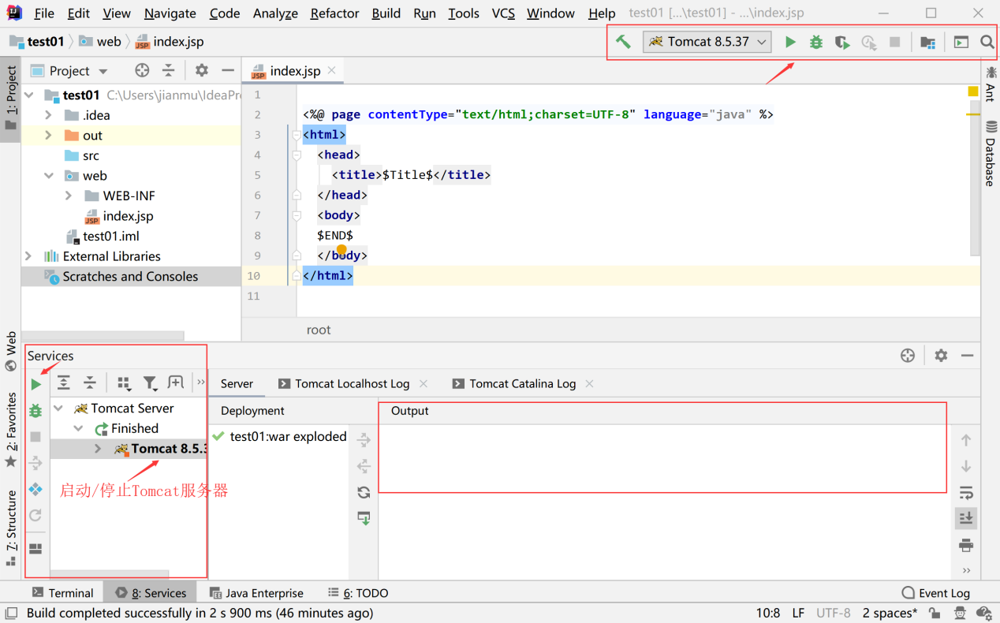 File Edit View Navigate Code Analyze Refactor Build Run Tools VCS Window Help test01 [...\test01] - ...\index.jsp
test01 web index.jsp
Tomcat 8.5.37
1: Project
Project
index.jsp
test01 C:\Users\jianmu\IdeaPr
.idea
out
src
web
WEB-INF
index.jsp
test01.iml
External Libraries
Scratches and Consoles
1
2 <%@ page contentType="text/html;charset=UTF-8" language="java" %>
3 <html>
4 <head>
5 <title>$Title$</title>
6 </head>
7 <body>
8 $END$
9 </body>
10 </html>
11
root
Ant
Database
Web
2: Favorites
7: Structure
Services
Server Tomcat Localhost Log Tomcat Catalina Log
Deployment Output
Tomcat Server
Finished
Tomcat 8.5.3
test01:war exploded
启动/停止Tomcat服务器
Terminal 8: Services Java Enterprise 6: TODO Event Log
Build completed successfully in 2 s 900 ms (46 minutes ago) 10:8 LF UTF-8 2 spaces*